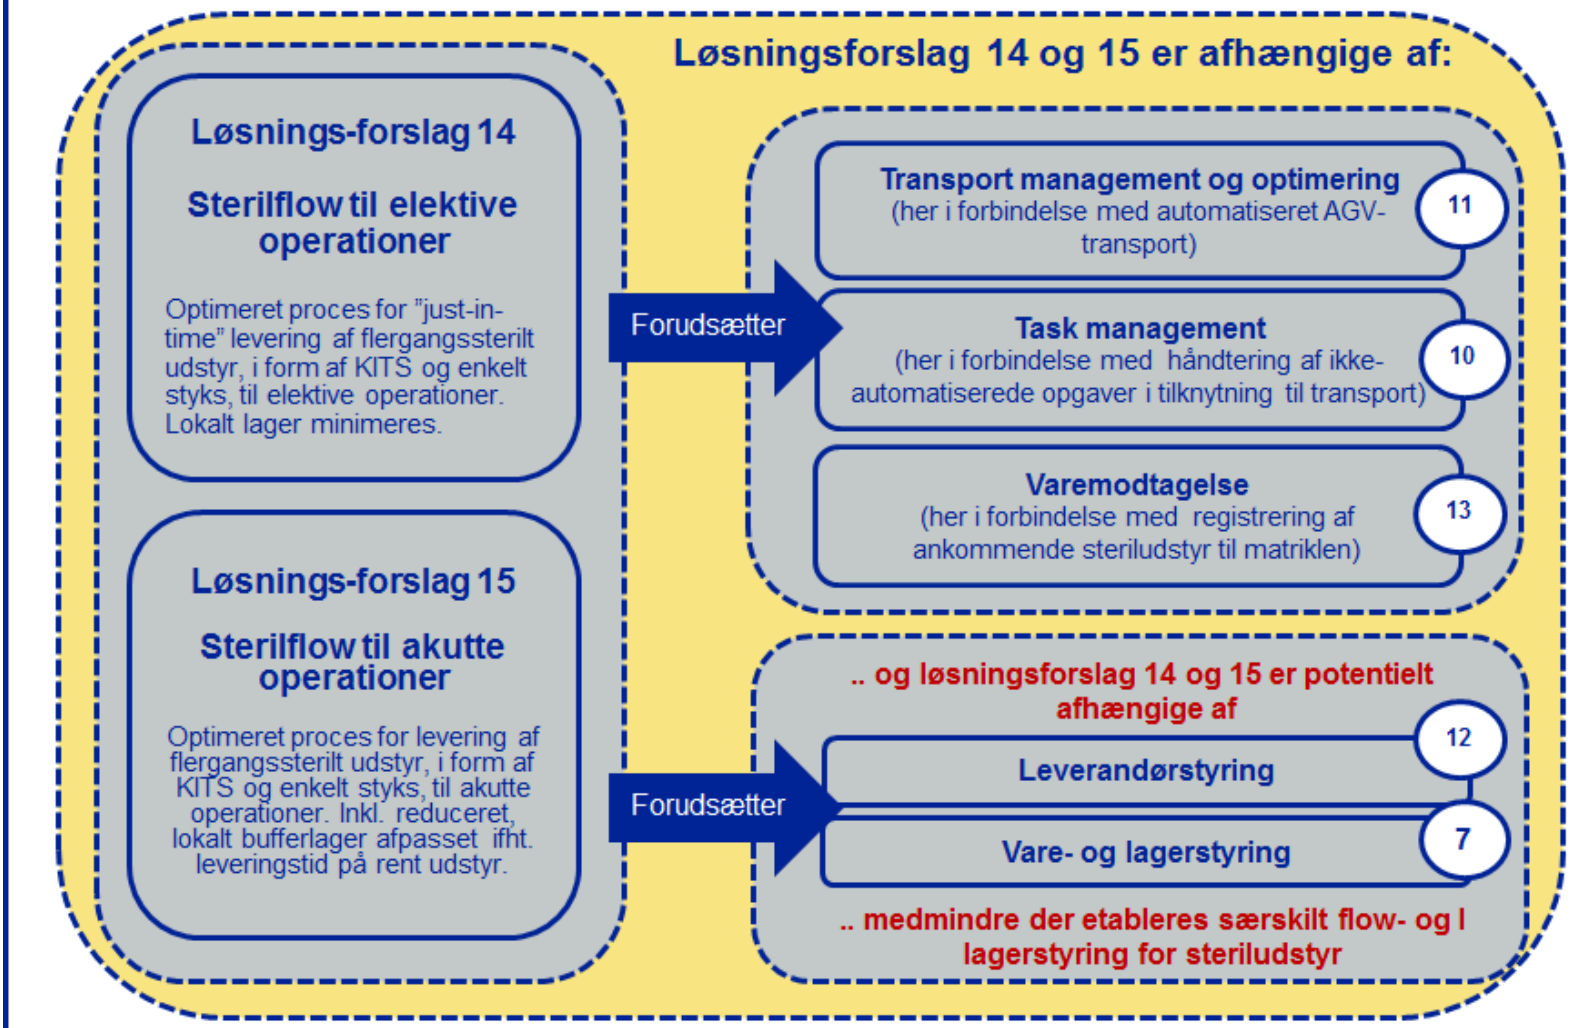 Løsningsforslag 14 og 15 er afhængige af:
Løsnings-forslag 14
Sterilflow til elektive
operationer
Optimeret proces for ”just-in-
time” levering af flergangssterilt
udstyr, i form af KITS og enkelt
styks, til elektive operationer.
Lokalt lager minimeres.
Løsnings-forslag 15
Sterilflow til akutte
operationer
Optimeret proces for levering af
flergangssterilt udstyr, i form af
KITS og enkelt styks, til akutte
operationer. Inkl. reduceret,
lokalt bufferlager afpasset ifht.
leveringstid på rent udstyr.
Forudsætter
Transport management og optimering
(her i forbindelse med automatiseret AGV-
transport)
11
Task management
(her i forbindelse med håndtering af ikke-
automatiserede opgaver i tilknytning til transport)
10
Varemodtagelse
(her i forbindelse med registrering af
ankommende steriludstyr til matriklen)
13
Forudsætter
.. og løsningsforslag 14 og 15 er potentielt
afhængige af
12
Leverandørstyring
7
Vare- og lagerstyring
.. medmindre der etableres særskilt flow- og l
lagerstyring for steriludstyr